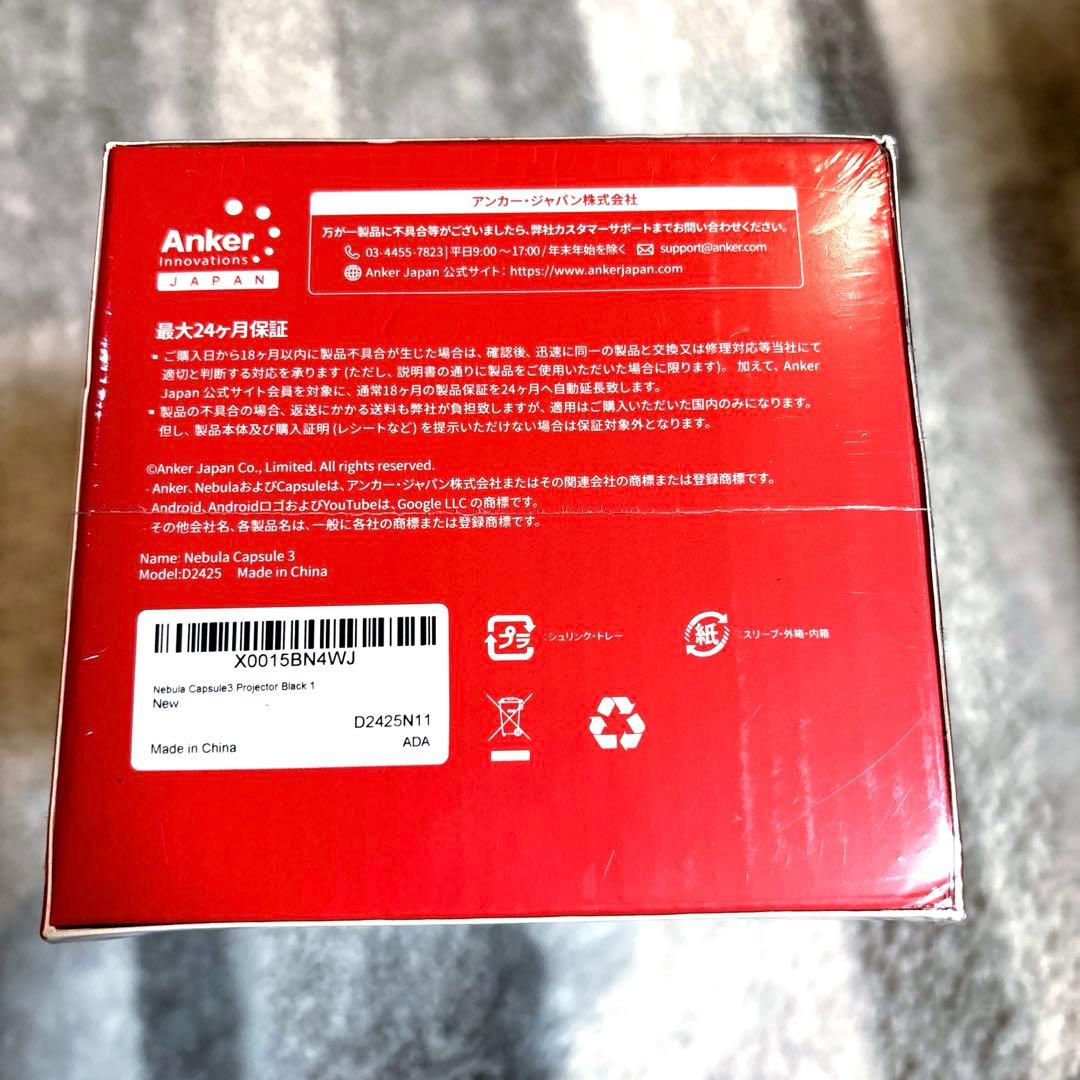 Anker
Innovations
JAPAN
アンカー・ジャパン株式会社
万が一製品に不具合等がございましたら、弊社カスタマーサポートまでお問い合わせください。
03-4455-7823|平日9:00～17:00/年末年始を除く support@anker.com
Anker Japan 公式サイト: https://www.ankerjapan.com
最大24ヶ月保証
▪ ご購入日から18ヶ月以内に製品不具合が生じた場合は、確認後、迅速に同一の製品と交換又は修理対応等当社にて
適切と判断する対応を承ります (ただし、説明書の通りに製品をご使用いただいた場合に限ります)。 加えて、Anker
Japan 公式サイト会員を対象に、通常18ヶ月の製品保証を24ヶ月へ自動延長致します。
▪ 製品の不具合の場合、返送にかかる送料も弊社が負担致しますが、適用はご購入いただいた国内のみになります。
但し、製品本体及び購入証明 (レシートなど) を提示いただけない場合は保証対象外となります。
©Anker Japan Co., Limited. All rights reserved.
Anker、NebulaおよびCapsuleは、アンカー・ジャパン株式会社またはその関連会社の商標または登録商標です。
Android、AndroidロゴおよびYouTubeは、Google LLC の商標です。
その他会社名、各製品名は、一般に各社の商標または登録商標です。
Name: Nebula Capsule 3
Model:D2425 Made in China
X0015BN4WJ
Nebula Capsule3 Projector Black 1
New
D2425N11
Made in China
ADA
プラ :シュリンク・トレー
紙 :スリーブ・外箱・内箱